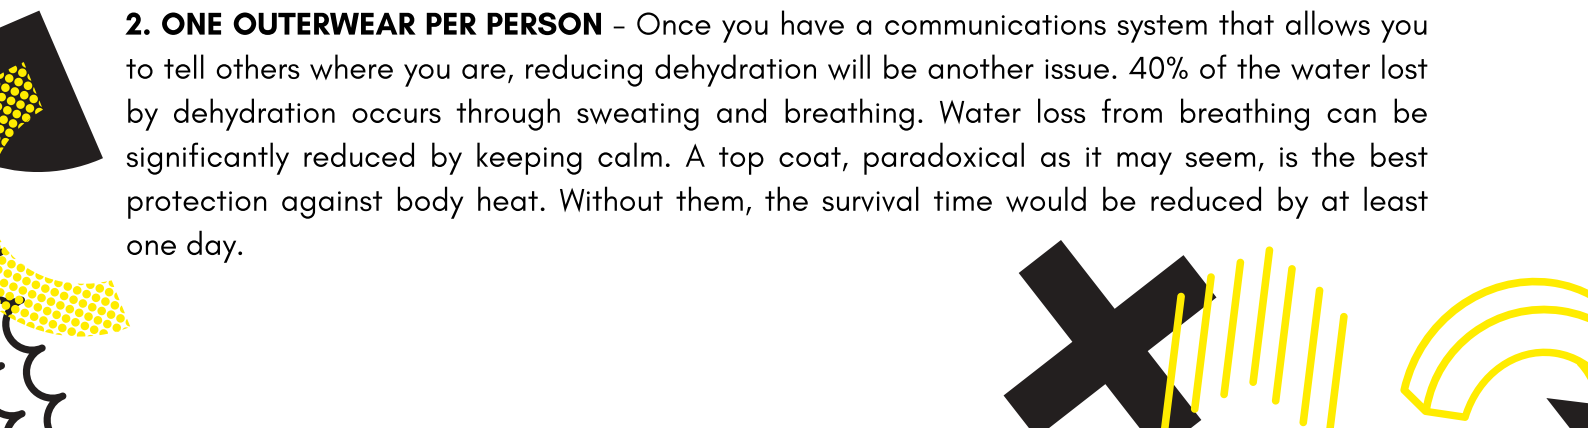 2. ONE OUTERWEAR PER PERSON – Once you have a communications system that allows you
to tell others where you are, reducing dehydration will be another issue. 40% of the water lost
by dehydration occurs through sweating and breathing. Water loss from breathing can be
significantly reduced by keeping calm. A top coat, paradoxical as it may seem, is the best
protection against body heat. Without them, the survival time would be reduced by at least
one day.